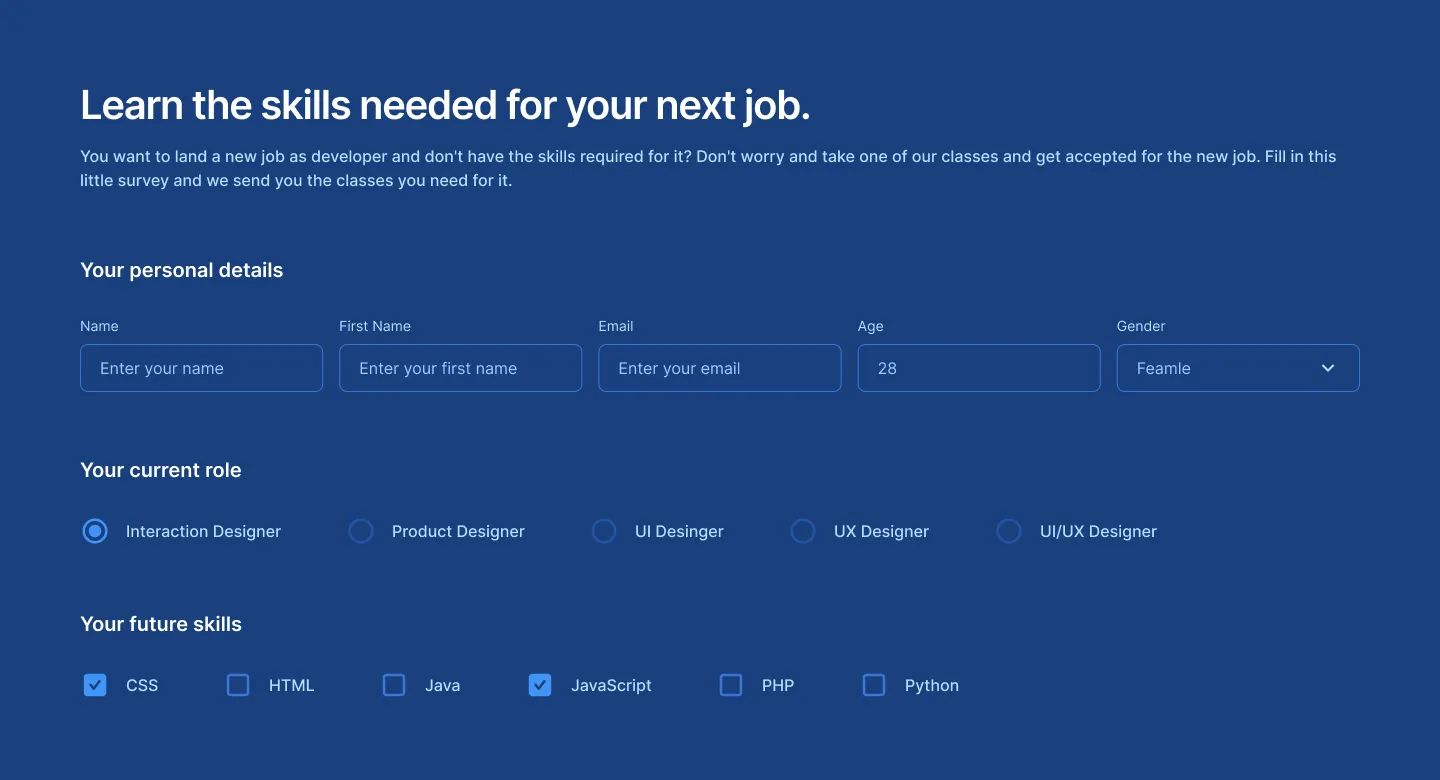 Learn the skills needed for your next job.
You want to land a new job as developer and don't have the skills required for it? Don't worry and take one of our classes and get accepted for the new job. Fill in this
little survey and we send you the classes you need for it.
Your personal details
Name First Name Email Age Gender
Enter your name Enter your first name Enter your email 28 Feamle
Your current role
Interaction Designer Product Designer UI Desinger UX Designer UI/UX Designer
Your future skills
CSS HTML Java JavaScript PHP Python